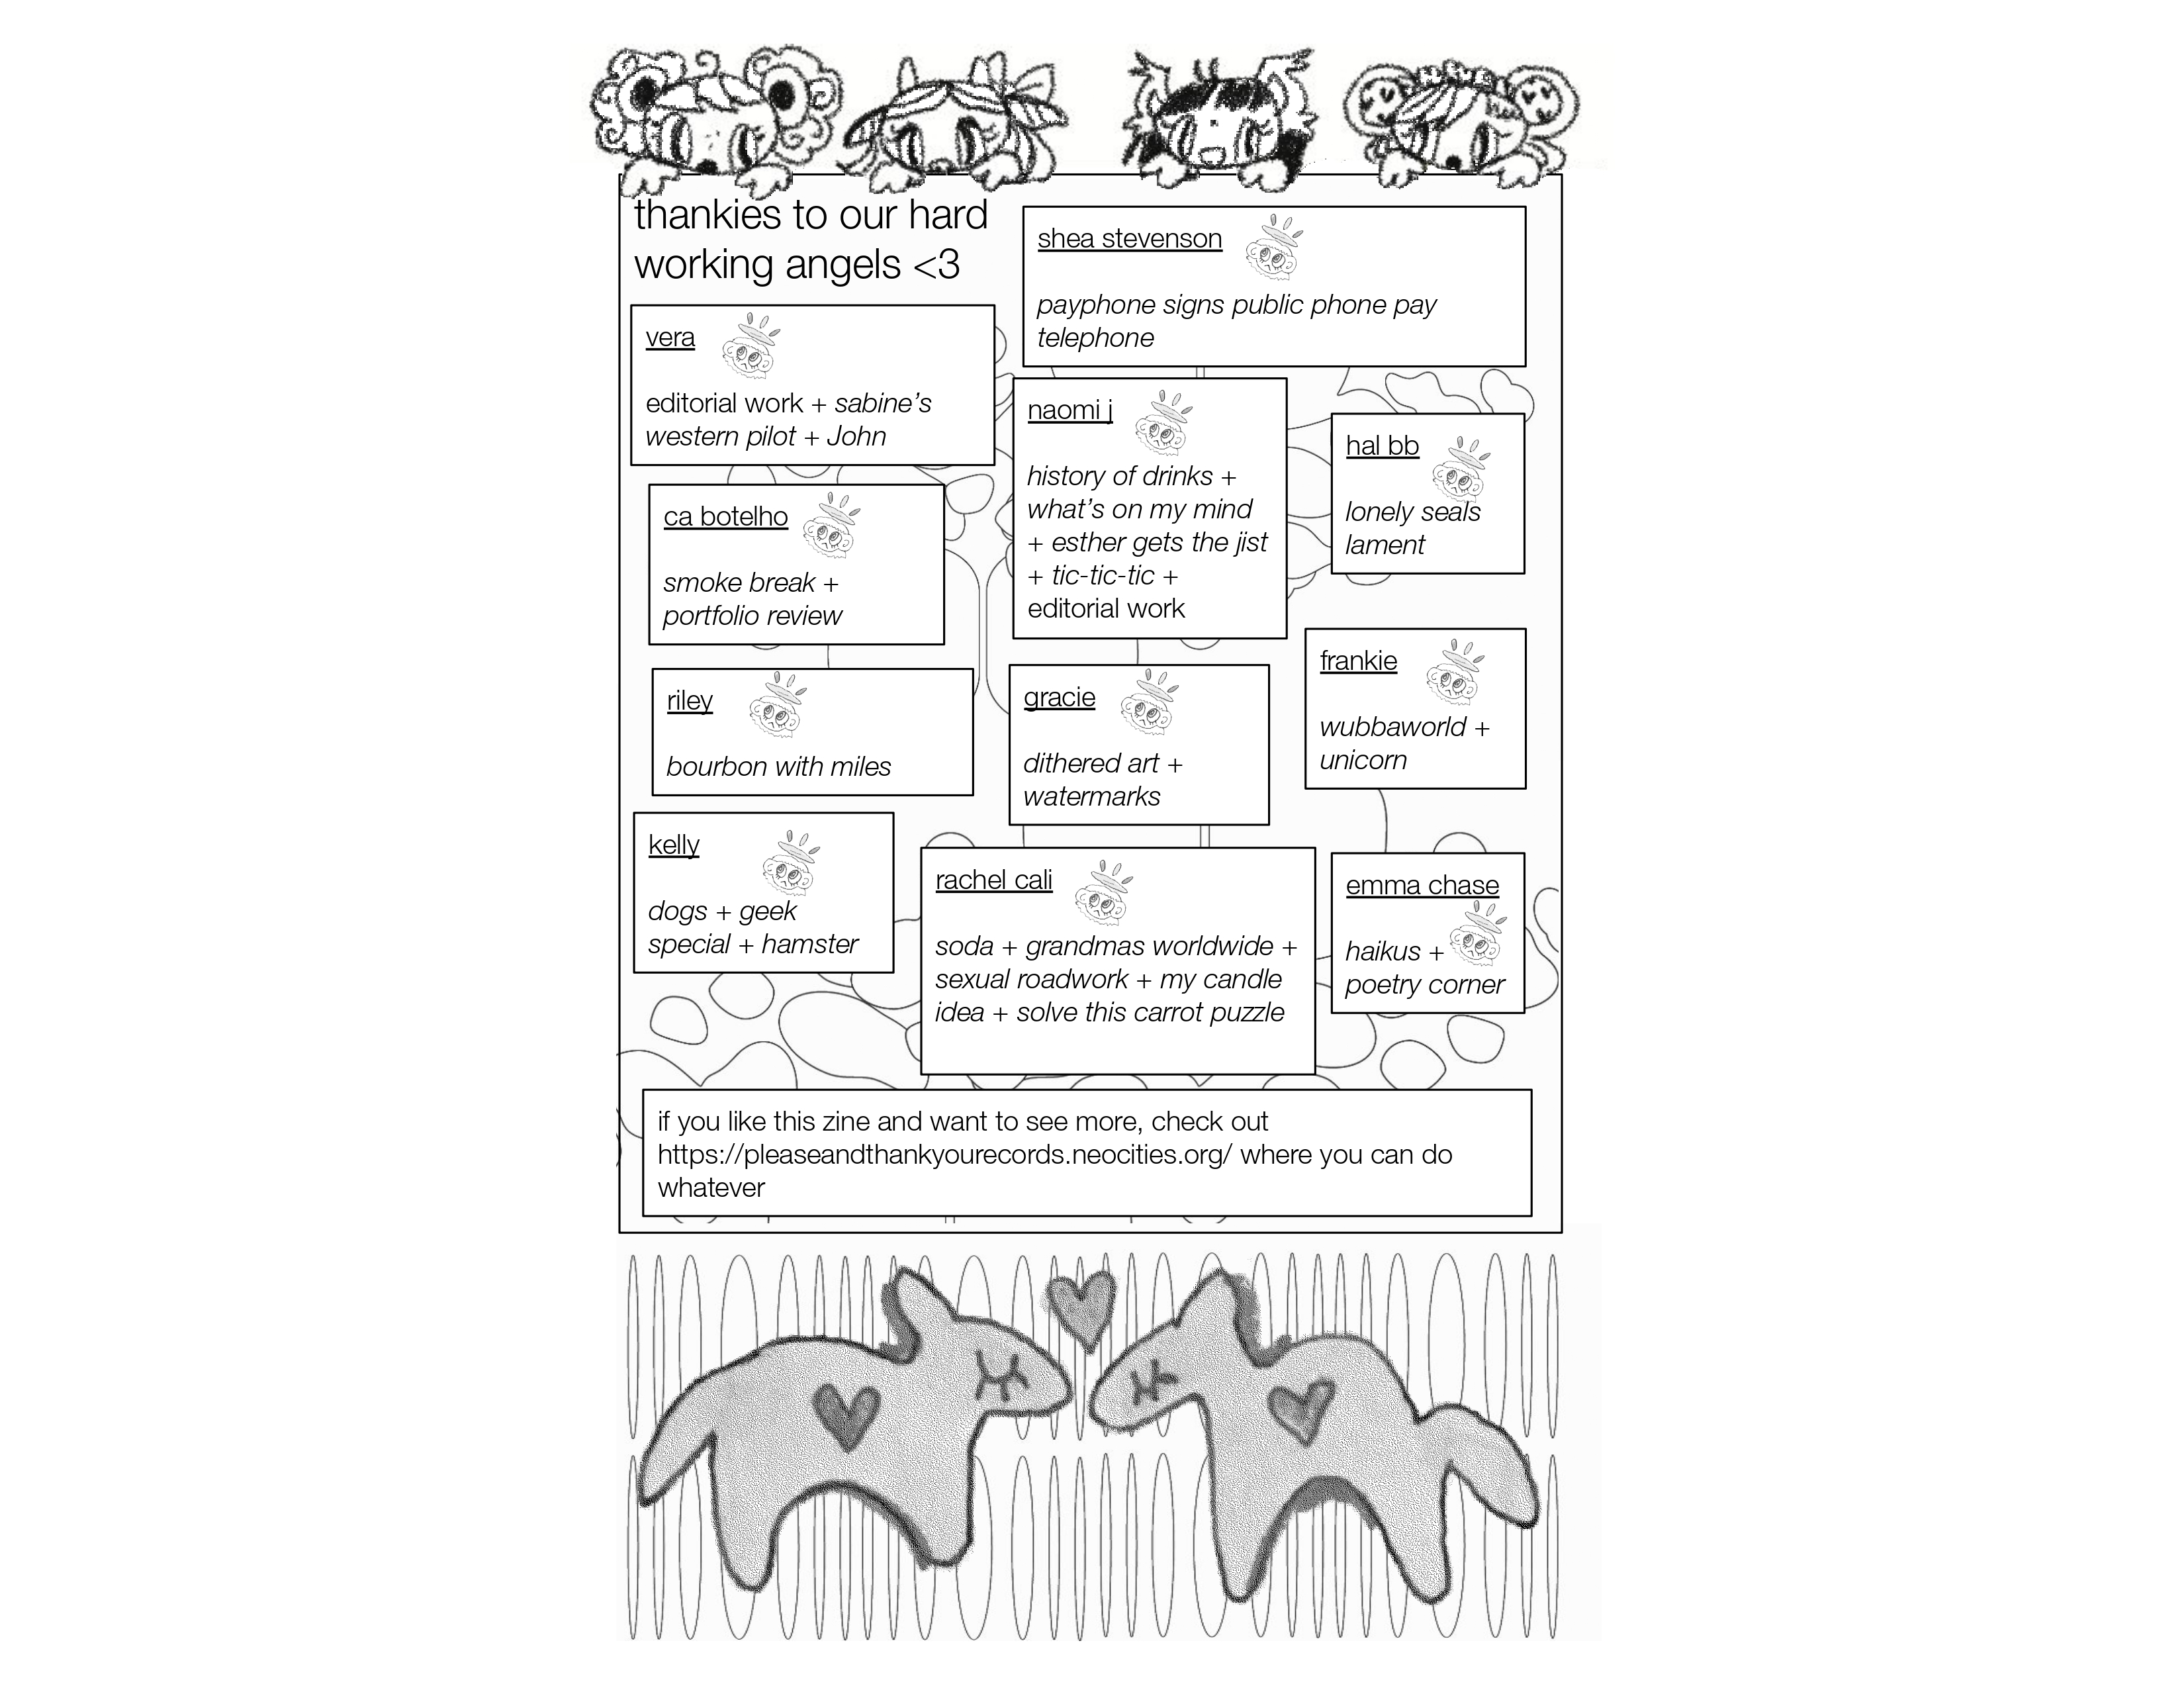 thankies to our hard
working angels <3
shea stevenson
payphone signs public phone pay
telephone
vera
editorial work + sabine's
western pilot + John
naomi j
history of drinks +
what's on my mind
+ esther gets the jist
+ tic-tic-tic +
editorial work
hal bb
lonely seals
lament
ca botelho
smoke break +
portfolio review
riley
bourbon with miles
gracie
dithered art +
watermarks
frankie
wubbaworld +
unicorn
kelly
dogs + geek
special + hamster
rachel cali
soda + grandmas worldwide +
sexual roadwork + my candle
idea + solve this carrot puzzle
emma chase
haikus +
poetry corner
if you like this zine and want to see more, check out
https://pleaseandthankyourecords.neocities.org/ where you can do
whatever